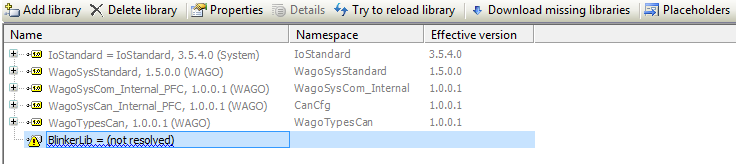 Add library Delete library Properties Details Try to reload library Download missing libraries Placeholders
Name Namespace Effective version
IoStandard = IoStandard, 3.5.4.0 (System) IoStandard 3.5.4.0
WagoSysStandard, 1.5.0.0 (WAGO) WagoSysStandard 1.5.0.0
WagoSysCom_Internal_PFC, 1.0.0.1 (WAGO) WagoSysCom_Internal 1.0.0.1
WagoSysCan_Internal_PFC, 1.0.0.1 (WAGO) CanCfg 1.0.0.1
WagoTypesCan, 1.0.0.1 (WAGO) WagoTypesCan 1.0.0.1
BlinkerLib = (not resolved)